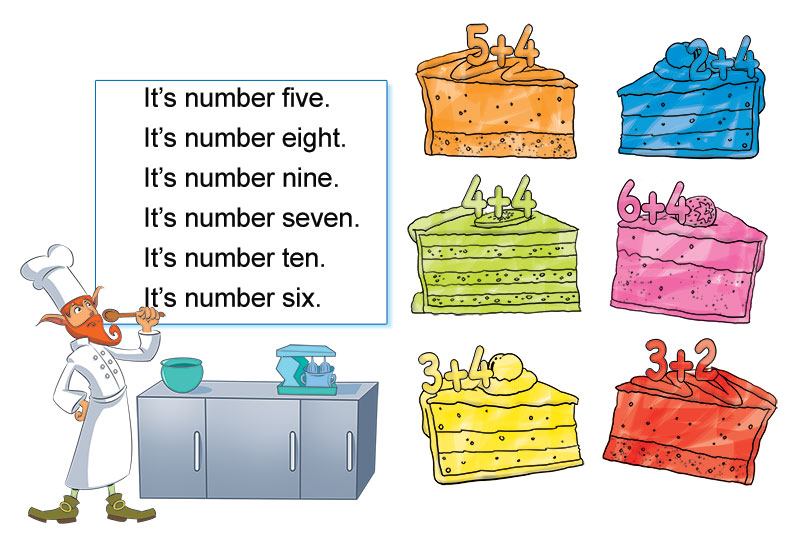 It's number five.
It's number eight.
It's number nine.
It's number seven.
It's number ten.
It's number six.
5+4
2+4
4+4
6+4
3+4
3+2